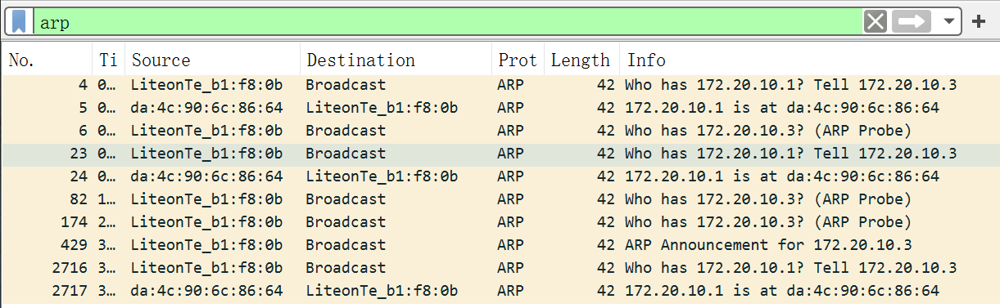 arp
No. Ti Source Destination Prot Length Info
4 0… LiteonTe_b1:f8:0b Broadcast ARP 42 Who has 172.20.10.1? Tell 172.20.10.3
5 0… da:4c:90:6c:86:64 LiteonTe_b1:f8:0b ARP 42 172.20.10.1 is at da:4c:90:6c:86:64
6 0… LiteonTe_b1:f8:0b Broadcast ARP 42 Who has 172.20.10.3? (ARP Probe)
23 0… LiteonTe_b1:f8:0b Broadcast ARP 42 Who has 172.20.10.1? Tell 172.20.10.3
24 0… da:4c:90:6c:86:64 LiteonTe_b1:f8:0b ARP 42 172.20.10.1 is at da:4c:90:6c:86:64
82 1… LiteonTe_b1:f8:0b Broadcast ARP 42 Who has 172.20.10.3? (ARP Probe)
174 2… LiteonTe_b1:f8:0b Broadcast ARP 42 Who has 172.20.10.3? (ARP Probe)
429 3… LiteonTe_b1:f8:0b Broadcast ARP 42 ARP Announcement for 172.20.10.3
2716 3… LiteonTe_b1:f8:0b Broadcast ARP 42 Who has 172.20.10.1? Tell 172.20.10.3
2717 3… da:4c:90:6c:86:64 LiteonTe_b1:f8:0b ARP 42 172.20.10.1 is at da:4c:90:6c:86:64